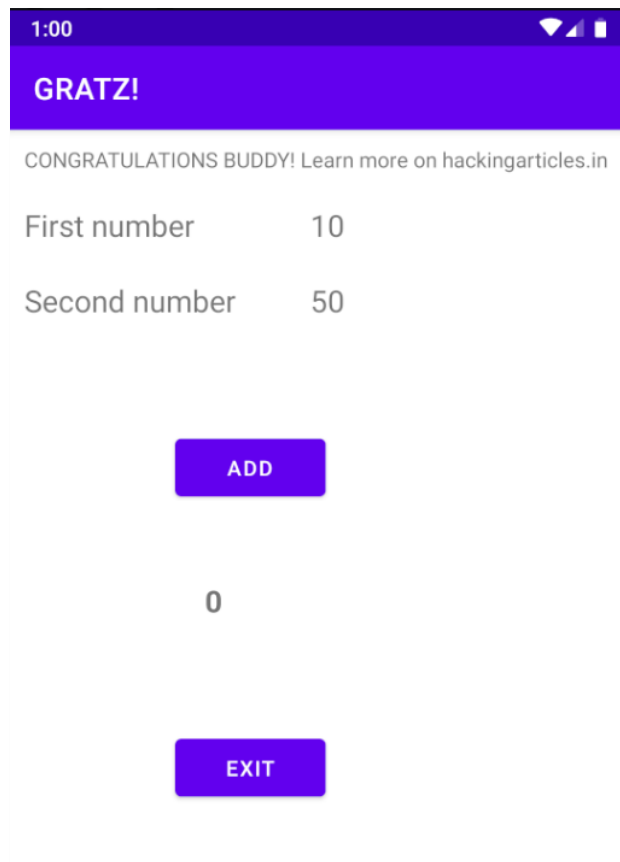 1:00
GRATZ!
CONGRATULATIONS BUDDY! Learn more on hackingarticles.in
First number 10
Second number 50
ADD
0
EXIT